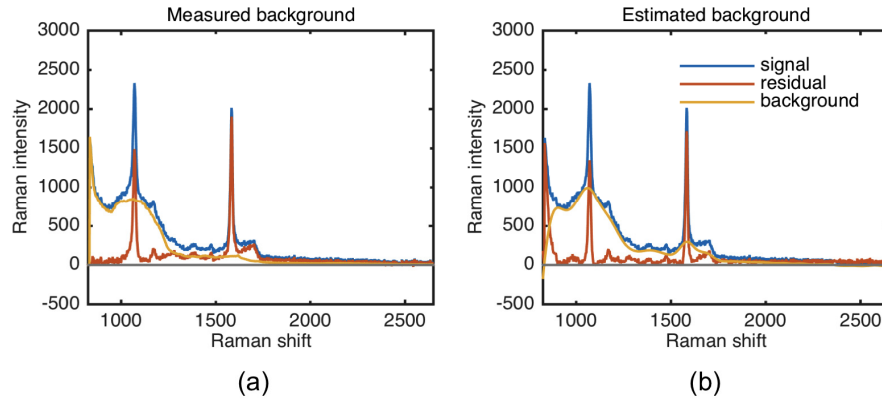 Measured background
3000
2500
2000
1500
1000
500
0
-500
Raman intensity
1000 1500 2000 2500
Raman shift
(a)
Estimated background
3000
2500
2000
1500
1000
500
0
-500
Raman intensity
signal
residual
background
1000 1500 2000 2500
Raman shift
(b)